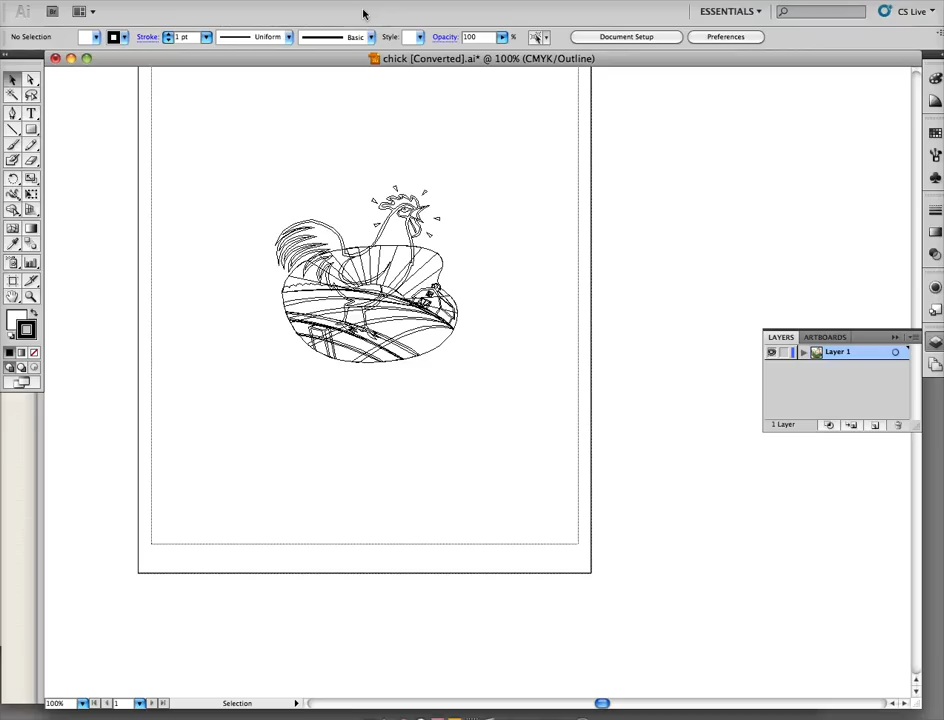 Ai Br ESSENTIALS CS Live
No Selection Stroke: 1 pt Uniform Basic Style: Opacity: 100 % Document Setup Preferences
chick [Converted].ai* @ 100% (CMYK/Outline)
T
LAYERS ARTBOARDS
Layer 1
1 Layer
100% 1 Selection